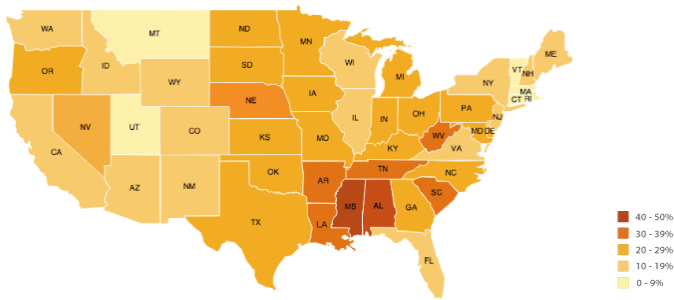 WA
MT
ND
MN
ME
VT
NH
OR
ID
SD
WI
MI
NY
MA
CT RI
WY
NE
IA
PA
NJ
NV
UT
CO
IL
IN
OH
MD DE
WV
VA
CA
KS
MO
KY
NC
TN
AZ
NM
OK
AR
SC
MS
AL
GA
TX
LA
FL
40 - 50%
30 - 39%
20 - 29%
10 - 19%
0 - 9%